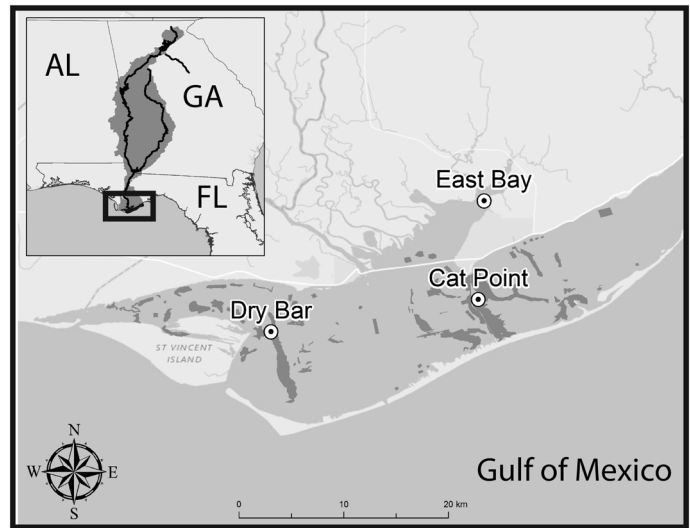 AL
GA
FL
East Bay
Cat Point
Dry Bar
ST VINCENT
ISLAND
N
W
E
S
Gulf of Mexico
0
10
20 km